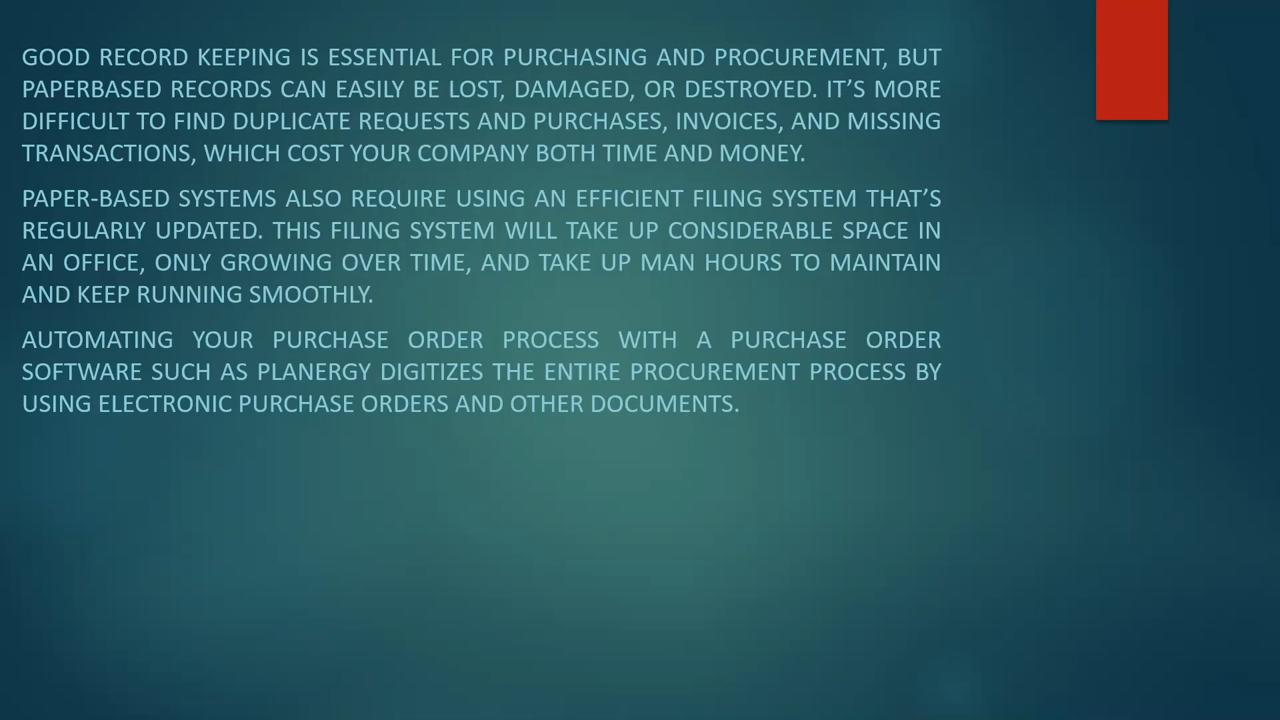 GOOD RECORD KEEPING IS ESSENTIAL FOR PURCHASING AND PROCUREMENT, BUT
PAPERBASED RECORDS CAN EASILY BE LOST, DAMAGED, OR DESTROYED. IT’S MORE
DIFFICULT TO FIND DUPLICATE REQUESTS AND PURCHASES, INVOICES, AND MISSING
TRANSACTIONS, WHICH COST YOUR COMPANY BOTH TIME AND MONEY.
PAPER-BASED SYSTEMS ALSO REQUIRE USING AN EFFICIENT FILING SYSTEM THAT’S
REGULARLY UPDATED. THIS FILING SYSTEM WILL TAKE UP CONSIDERABLE SPACE IN
AN OFFICE, ONLY GROWING OVER TIME, AND TAKE UP MAN HOURS TO MAINTAIN
AND KEEP RUNNING SMOOTHLY.
AUTOMATING YOUR PURCHASE ORDER PROCESS WITH A PURCHASE ORDER
SOFTWARE SUCH AS PLANERGY DIGITIZES THE ENTIRE PROCUREMENT PROCESS BY
USING ELECTRONIC PURCHASE ORDERS AND OTHER DOCUMENTS.